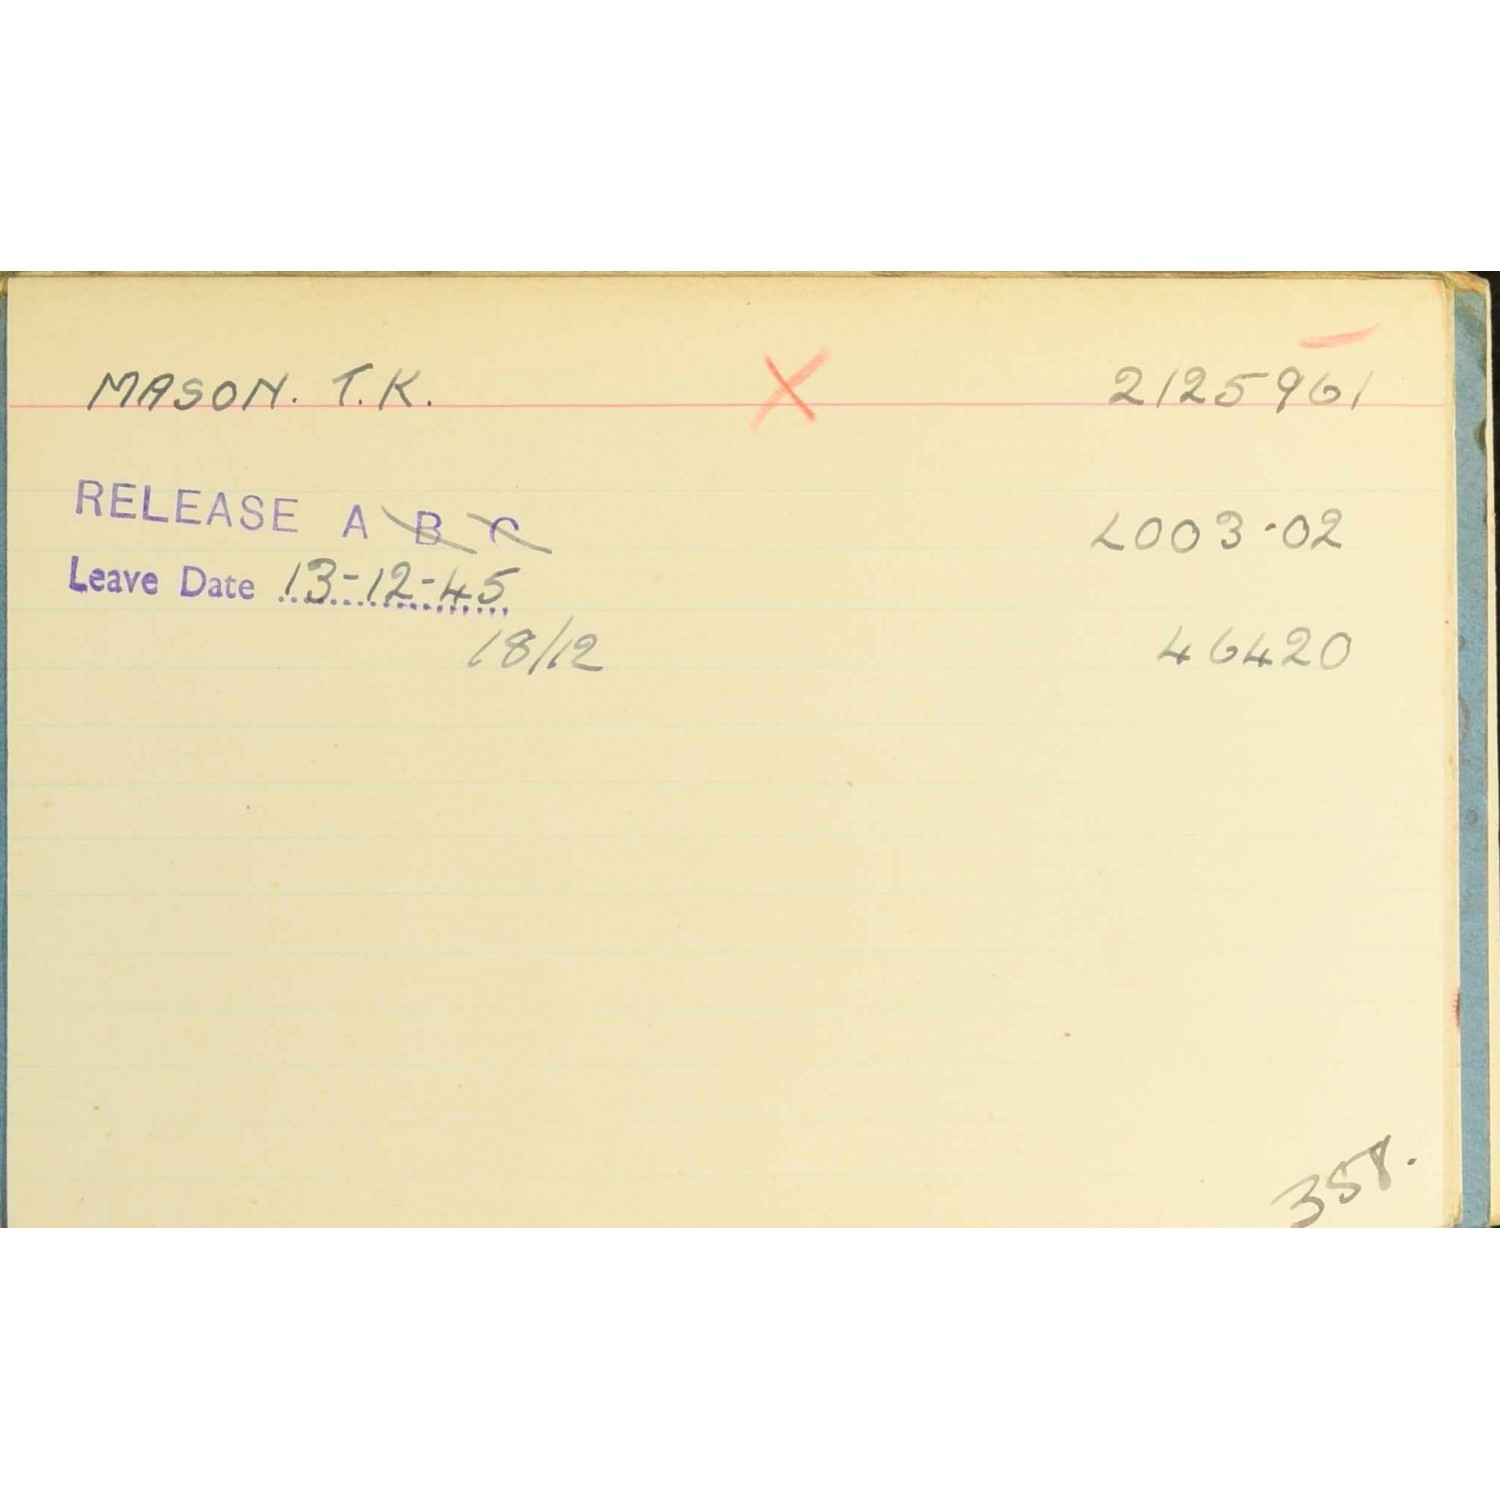 MASON. T.K. X 2125961
RELEASE A B C L003·02
Leave Date 13-12-45
18/12 46420
358.